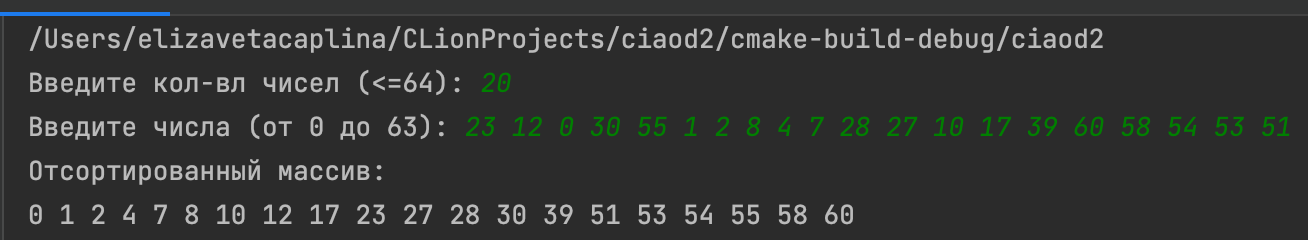 /Users/elizavetacaplina/CLionProjects/ciaod2/cmake-build-debug/ciaod2
Введите кол-вл чисел (<=64): 20
Введите числа (от 0 до 63): 23 12 0 30 55 1 2 8 4 7 28 27 10 17 39 60 58 54 53 51
Отсортированный массив:
0 1 2 4 7 8 10 12 17 23 27 28 30 39 51 53 54 55 58 60